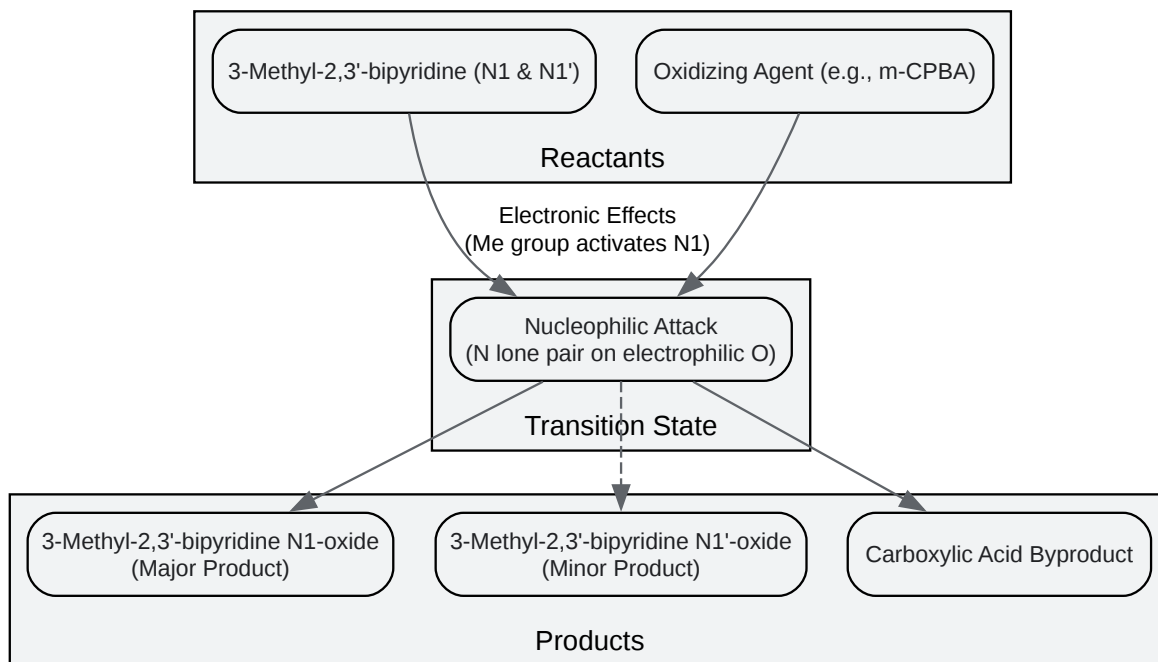 3-Methyl-2,3'-bipyridine (N1 & N1')
Oxidizing Agent (e.g., m-CPBA)
Reactants
Electronic Effects
(Me group activates N1)
Nucleophilic Attack
(N lone pair on electrophilic O)
Transition State
3-Methyl-2,3'-bipyridine N1-oxide
(Major Product)
3-Methyl-2,3'-bipyridine N1'-oxide
(Minor Product)
Carboxylic Acid Byproduct
Products